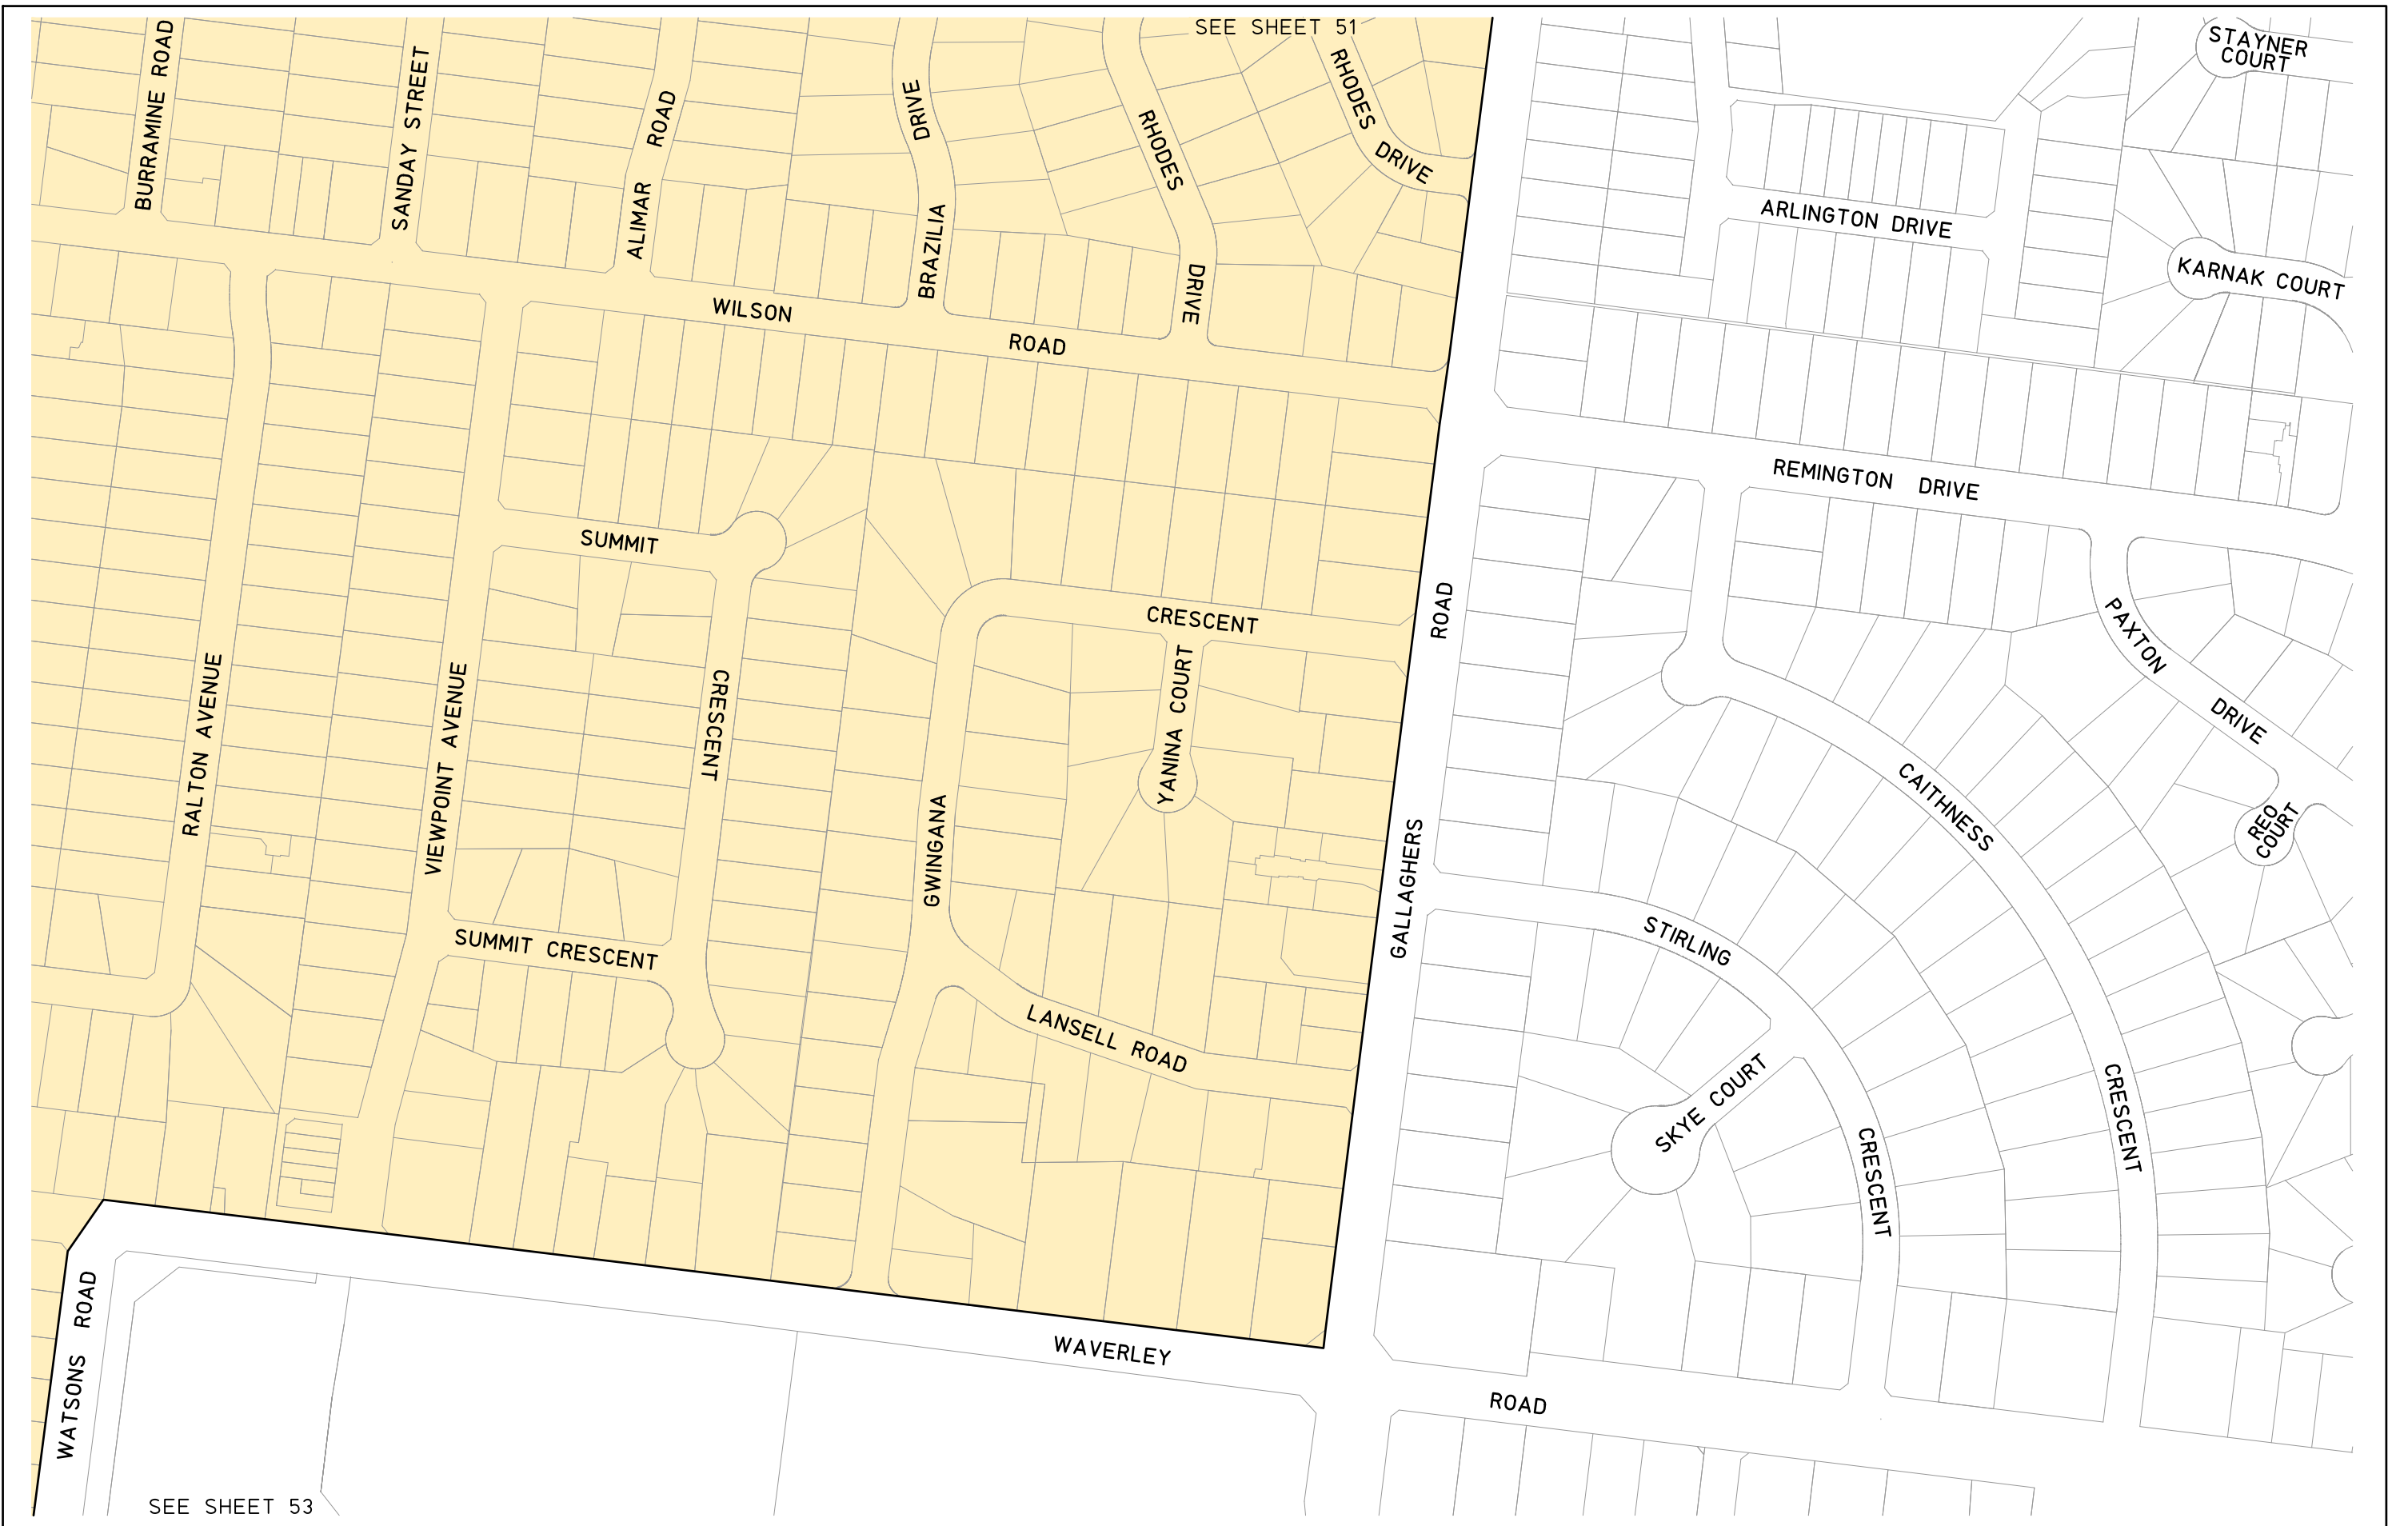 SEE SHEET 51
STAYNER
COURT
BURRAMINE ROAD
SANDAY STREET
ALIMAR ROAD
BRAZILIA DRIVE
RHODES DRIVE
RHODES DRIVE
ARLINGTON DRIVE
KARNAK COURT
WILSON ROAD
REMINGTON DRIVE
SUMMIT CRESCENT
CRESCENT
PAXTON DRIVE
RALTON AVENUE
VIEWPOINT AVENUE
YANINA COURT
GWINGANA
GALLAGHERS ROAD
CAITHNESS CRESCENT
REO
COURT
SUMMIT CRESCENT
STIRLING CRESCENT
LANSELL ROAD
SKYE COURT
WATSONS ROAD
WAVERLEY ROAD
SEE SHEET 53